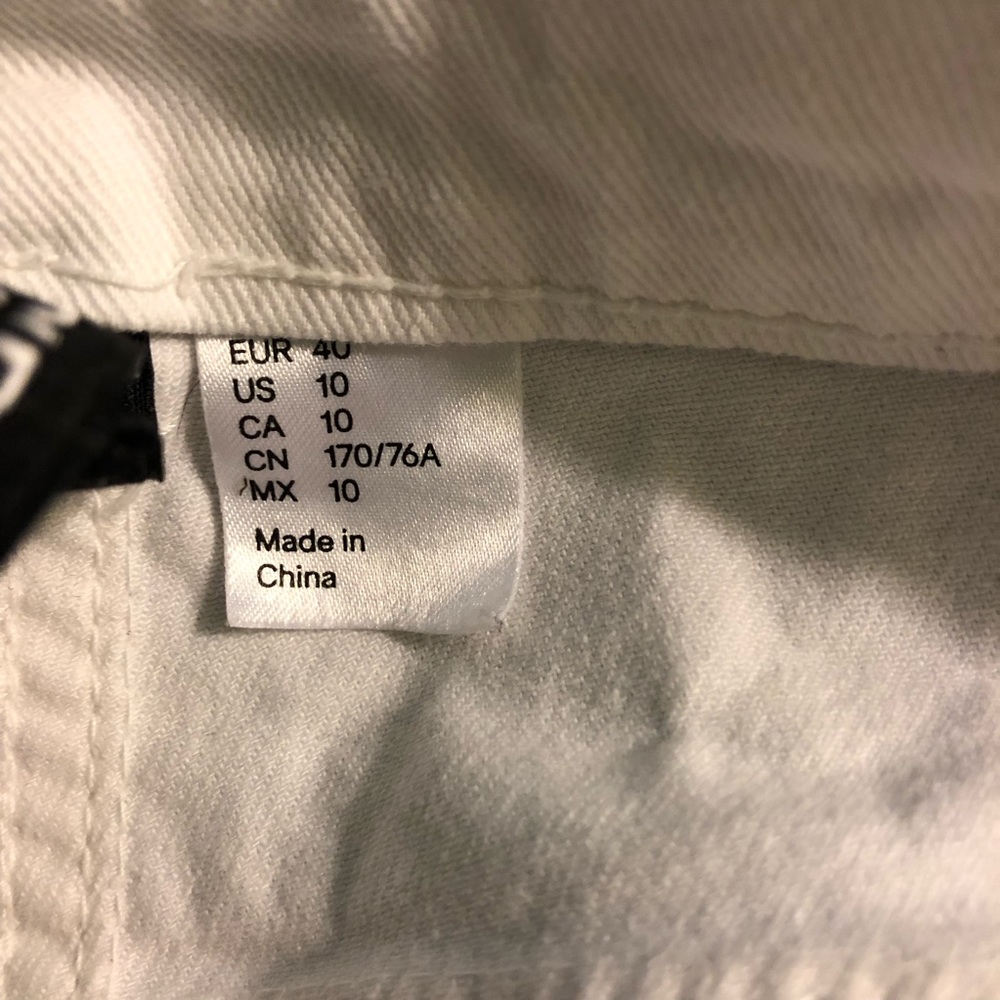 EUR 40
US 10
CA 10
CN 170/76A
MX 10
Made in
China